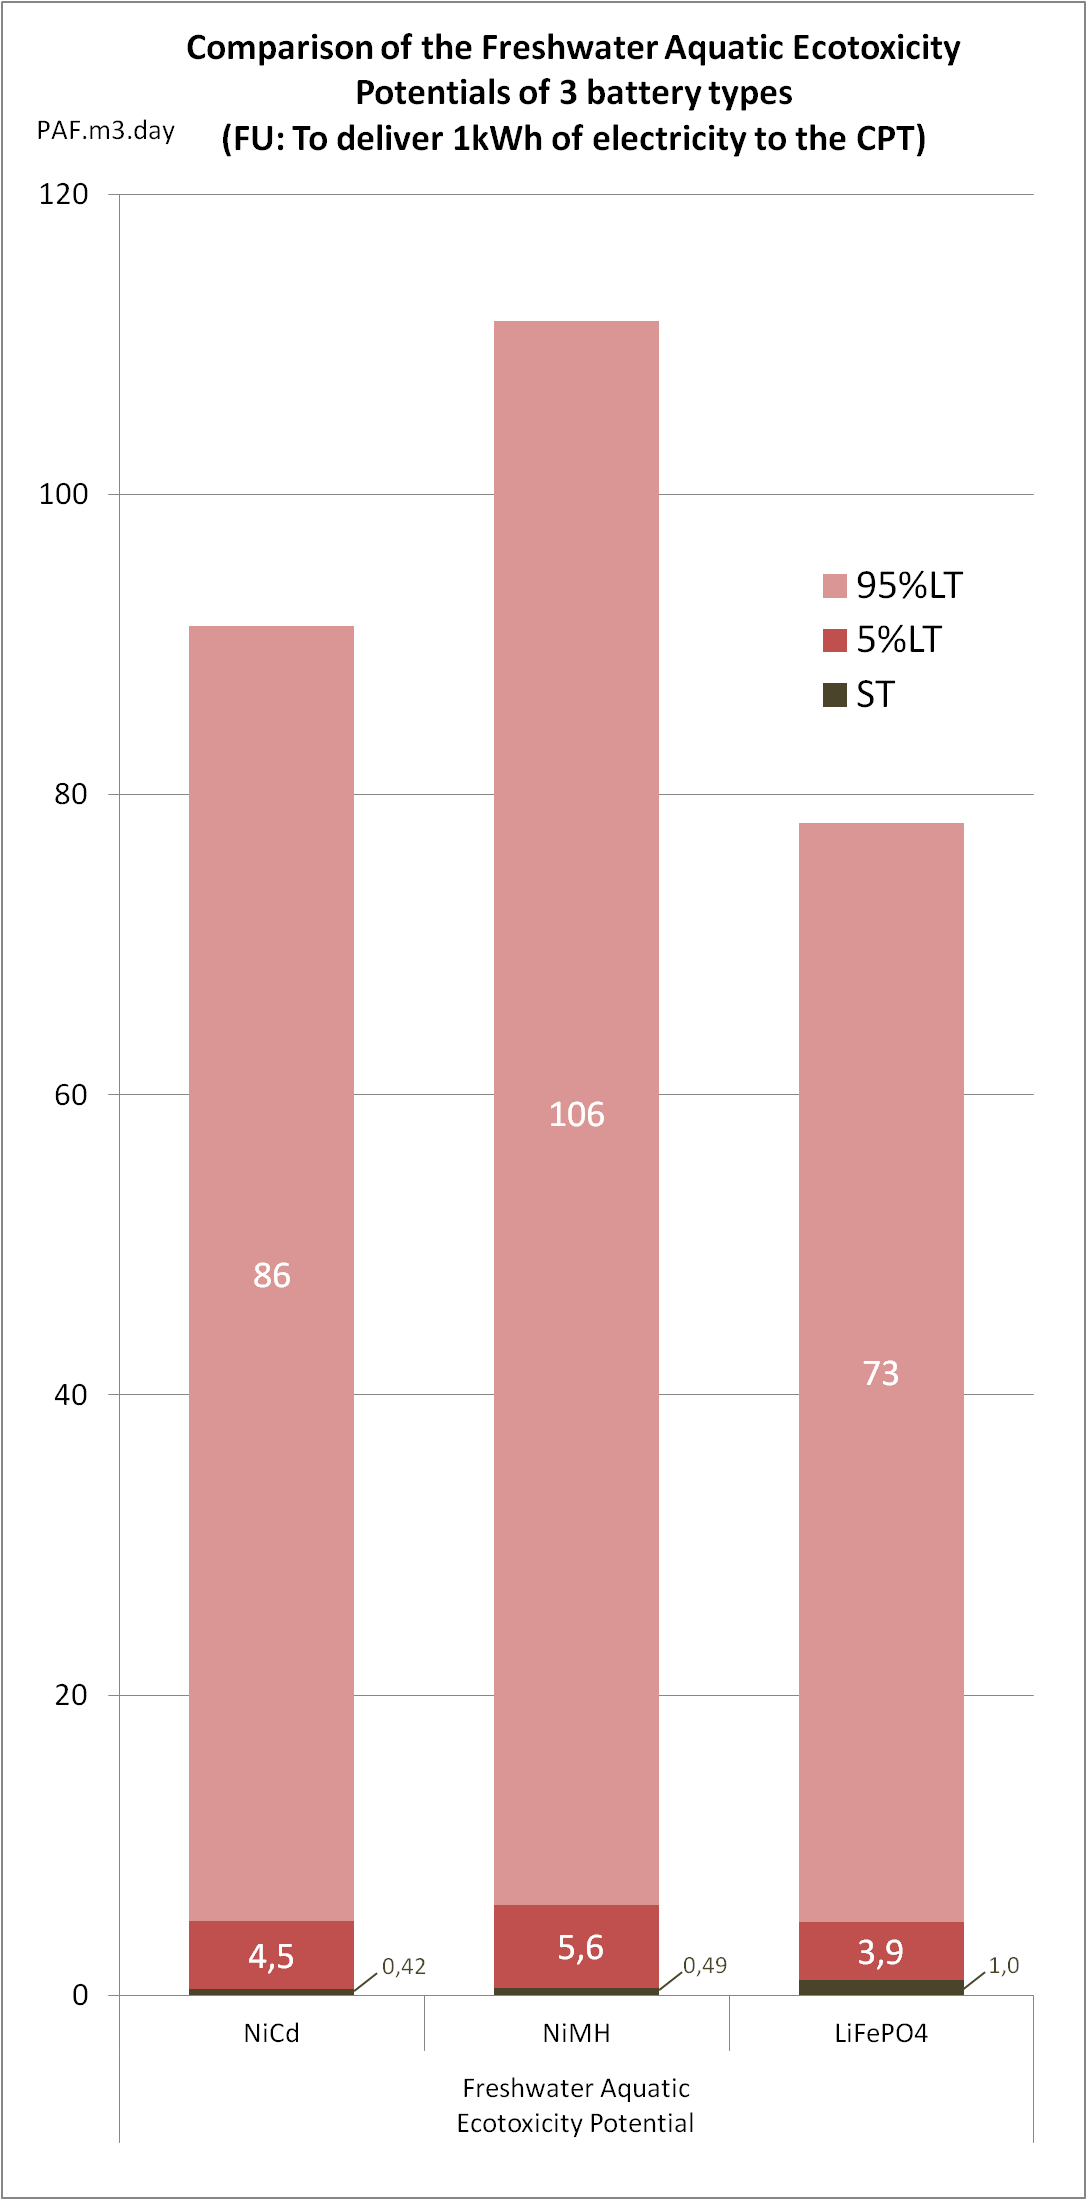 Comparison of the Freshwater Aquatic Ecotoxicity
Potentials of 3 battery types
(FU: To deliver 1kWh of electricity to the CPT)
PAF.m3.day
120
100
80
60
40
20
0
95%LT
5%LT
ST
86
106
73
4,5
0,42
5,6
0,49
3,9
1,0
NiCd
NiMH
LiFePO4
Freshwater Aquatic
Ecotoxicity Potential